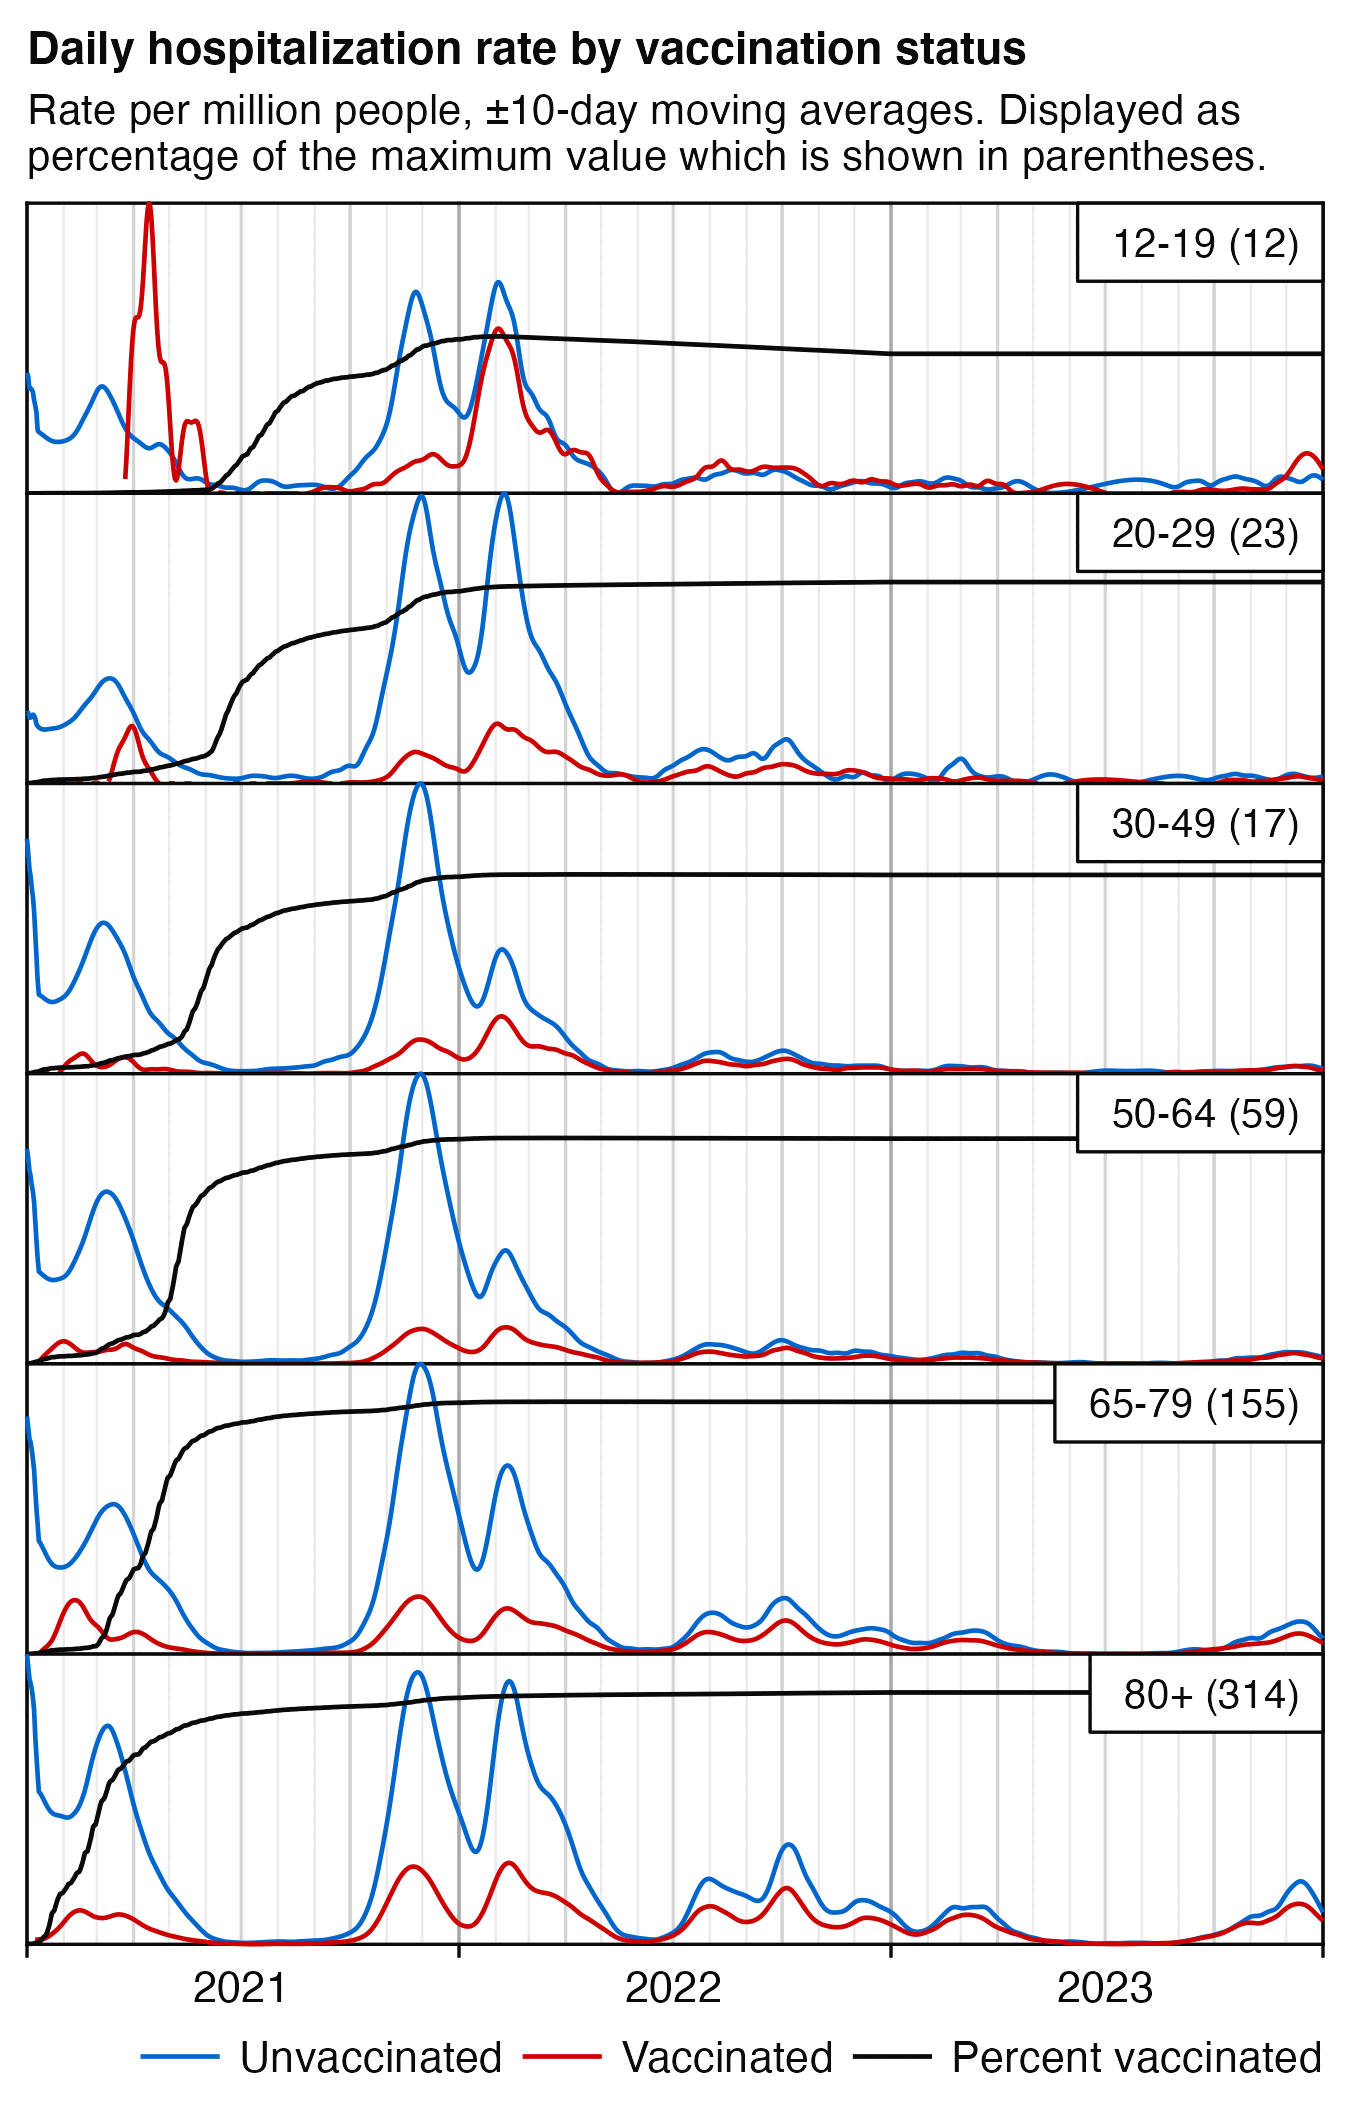 Daily hospitalization rate by vaccination status
Rate per million people, ±10-day moving averages. Displayed as
percentage of the maximum value which is shown in parentheses.
12-19 (12)
20-29 (23)
30-49 (17)
50-64 (59)
65-79 (155)
80+ (314)
2021 2022 2023
Unvaccinated Vaccinated Percent vaccinated